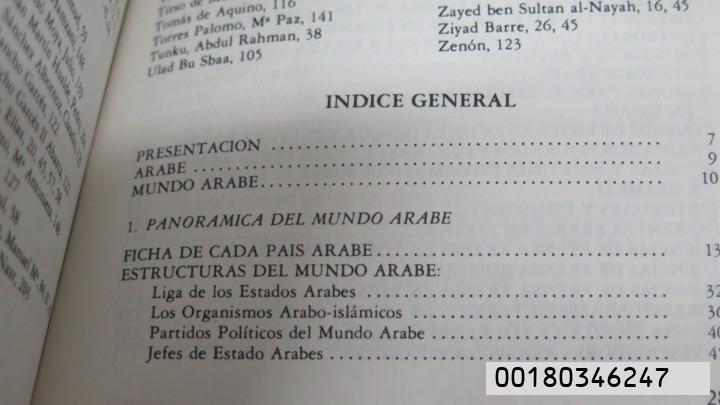 Tomás de Aquino, 116
Torres Palomo, Mª Paz, 141
Tunku, Abdul Rahman, 38
Ulad Bu Sbaa, 105
Zayed ben Sultan al-Nayah, 16, 45
Ziyad Barre, 26, 45
Zenón, 123
INDICE GENERAL
PRESENTACION 7
ARABE 9
MUNDO ARABE 10
1. PANORAMICA DEL MUNDO ARABE
FICHA DE CADA PAIS ARABE 13
ESTRUCTURAS DEL MUNDO ARABE:
Liga de los Estados Arabes 32
Los Organismos Arabo-islámicos
Partidos Políticos del Mundo Arabe
Jefes de Estado Arabes
00180346247